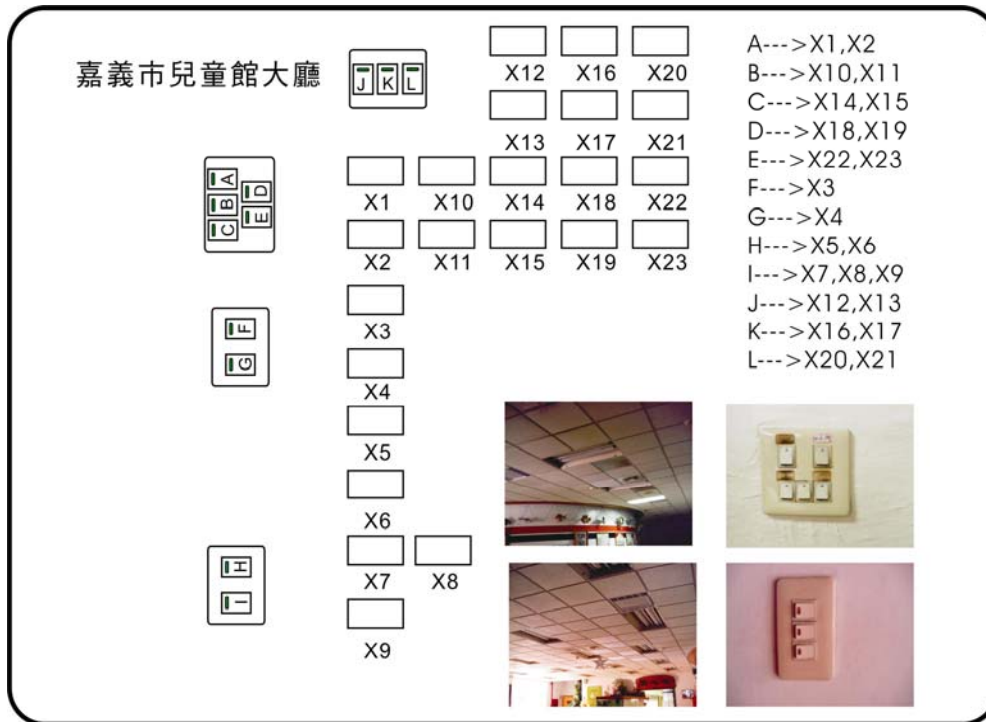 嘉義市兒童館大廳
J K L
X12 X16 X20
X13 X17 X21
A
B
C
D
E
X1 X10 X14 X18 X22
X2 X11 X15 X19 X23
F
G
X3
X4
X5
X6
H
I
X7 X8
X9
A--->X1,X2
B--->X10,X11
C--->X14,X15
D--->X18,X19
E--->X22,X23
F--->X3
G--->X4
H--->X5,X6
I--->X7,X8,X9
J--->X12,X13
K--->X16,X17
L--->X20,X21